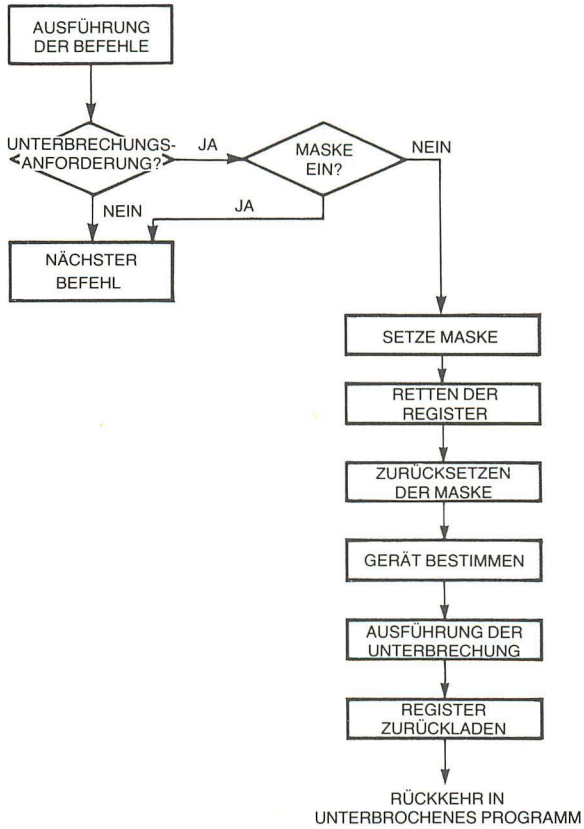 AUSFÜHRUNG
DER BEFEHLE
UNTERBRECHUNGS-
ANFORDERUNG?
JA
MASKE
EIN?
NEIN
NEIN
JA
NÄCHSTER
BEFEHL
SETZE MASKE
RETTEN DER
REGISTER
ZURÜCKSETZEN
DER MASKE
GERÄT BESTIMMEN
AUSFÜHRUNG DER
UNTERBRECHUNG
REGISTER
ZURÜCKLADEN
RÜCKKEHR IN
UNTERBROCHENES PROGRAMM